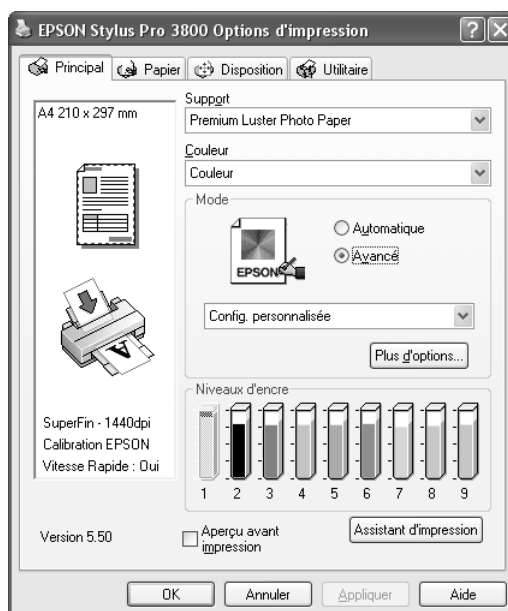 EPSON Stylus Pro 3800 Options d'impression
Principal Papier Disposition Utilitaire
A4 210 x 297 mm
Support
Premium Luster Photo Paper
Couleur
Couleur
Mode
EPSON
Automatique
Avancé
Config. personnalisée
Plus d'options...
Niveaux d'encre
1 2 3 4 5 6 7 8 9
SuperFin - 1440dpi
Calibration EPSON
Vitesse Rapide : Oui
Version 5.50
Aperçu avant
impression
Assistant d'impression
OK Annuler Appliquer Aide